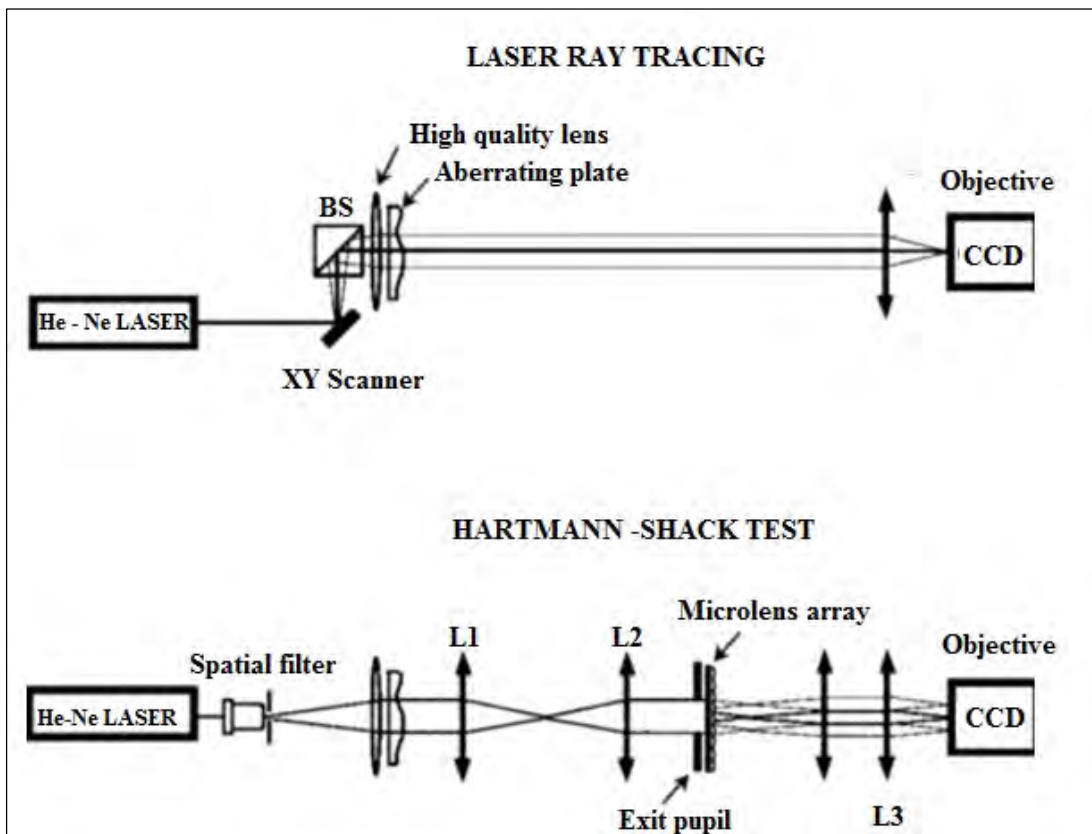 LASER RAY TRACING
High quality lens
Aberrating plate
BS
Objective
CCD
He - Ne LASER
XY Scanner
HARTMANN -SHACK TEST
Microlens array
L1
L2
Objective
Spatial filter
He-Ne LASER
CCD
Exit pupil
L3